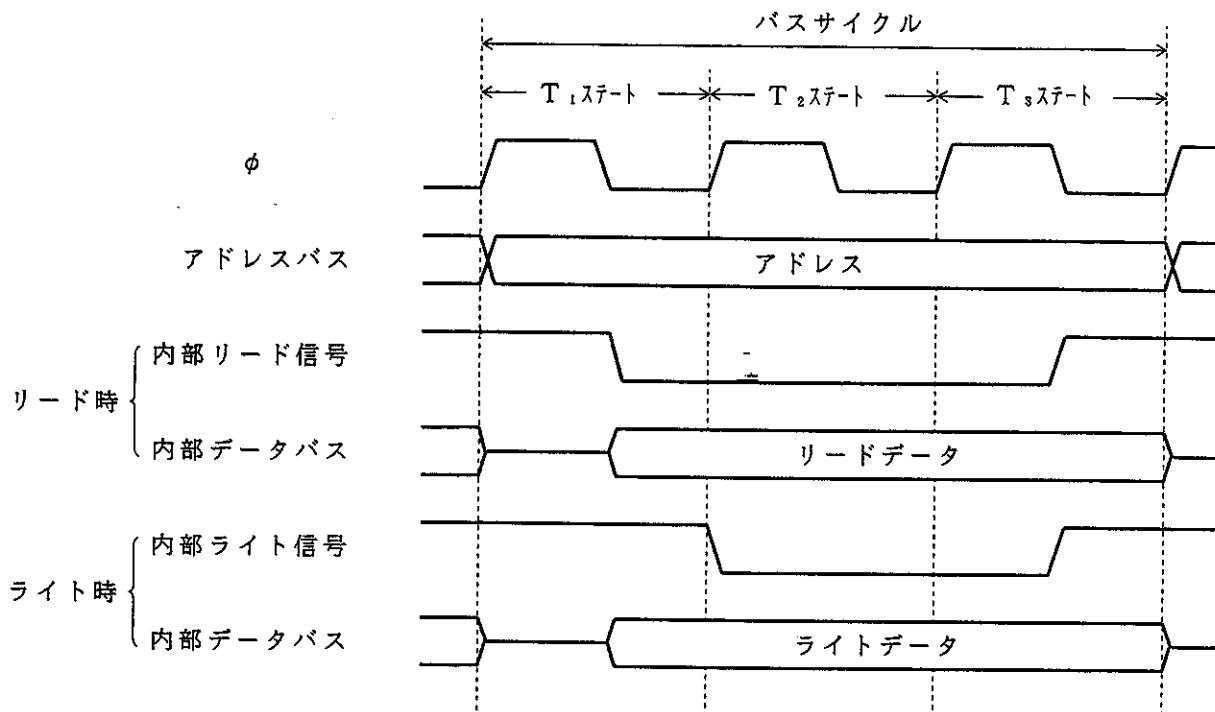 バスサイクル
T₁ステート
T₂ステート
T₃ステート
φ
アドレスバス
アドレス
リード時
内部リード信号
内部データバス
リードデータ
ライト時
内部ライト信号
内部データバス
ライトデータ